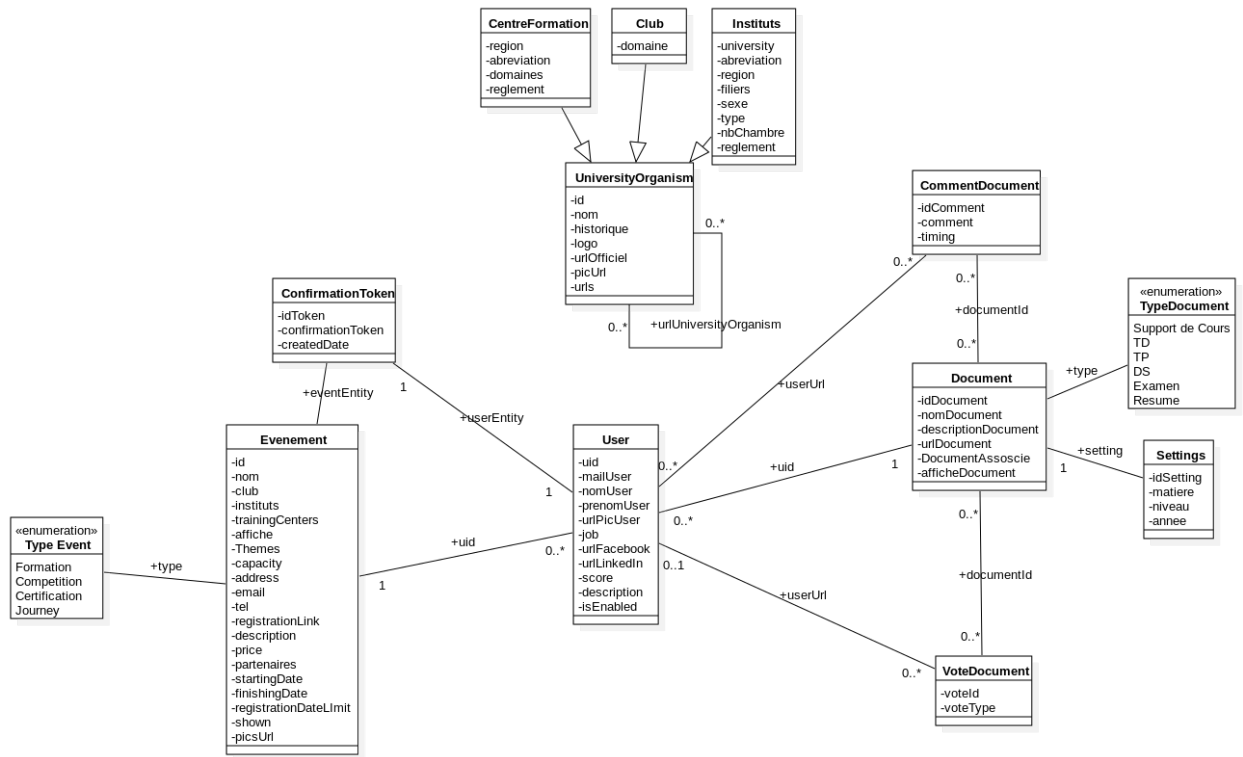 CentreFormation
-region
-abreviation
-domaines
-reglement
Club
-domaine
Instituts
-university
-abreviation
-region
-filiers
-sexe
-type
-nbChambre
-reglement
UniversityOrganism
-id
-nom
-historique
-logo
-urlOfficiel
-picUrl
-urls
0..*
0..*
+urlUniversityOrganism
CommentDocument
-idComment
-comment
-timing
0..*
0..*
+documentId
0..*
ConfirmationToken
-idToken
-confirmationToken
-createdDate
+eventEntity
1
+userEntity
1
+userUrl
0..*
«enumeration»
TypeDocument
Support de Cours
TD
TP
DS
Examen
Resume
+type
Document
-idDocument
-nomDocument
-descriptionDocument
-urlDocument
-DocumentAssoscie
-afficheDocument
+setting
1
Settings
-idSetting
-matiere
-niveau
-annee
Evenement
-id
-nom
-club
-instituts
-trainingCenters
-affiche
-Themes
-capacity
-address
-email
-tel
-registrationLink
-description
-price
-partenaires
-startingDate
-finishingDate
-registrationDateLImit
-shown
-picsUrl
User
-uid
-mailUser
-nomUser
-prenomUser
-urlPicUser
-job
-urlFacebook
-urlLinkedIn
-score
-description
-isEnabled
+uid
1
0..*
+uid
0..*
1
«enumeration»
Type Event
Formation
Competition
Certification
Journey
+type
0..1
+userUrl
0..*
0..*
+documentId
0..*
VoteDocument
-voteId
-voteType